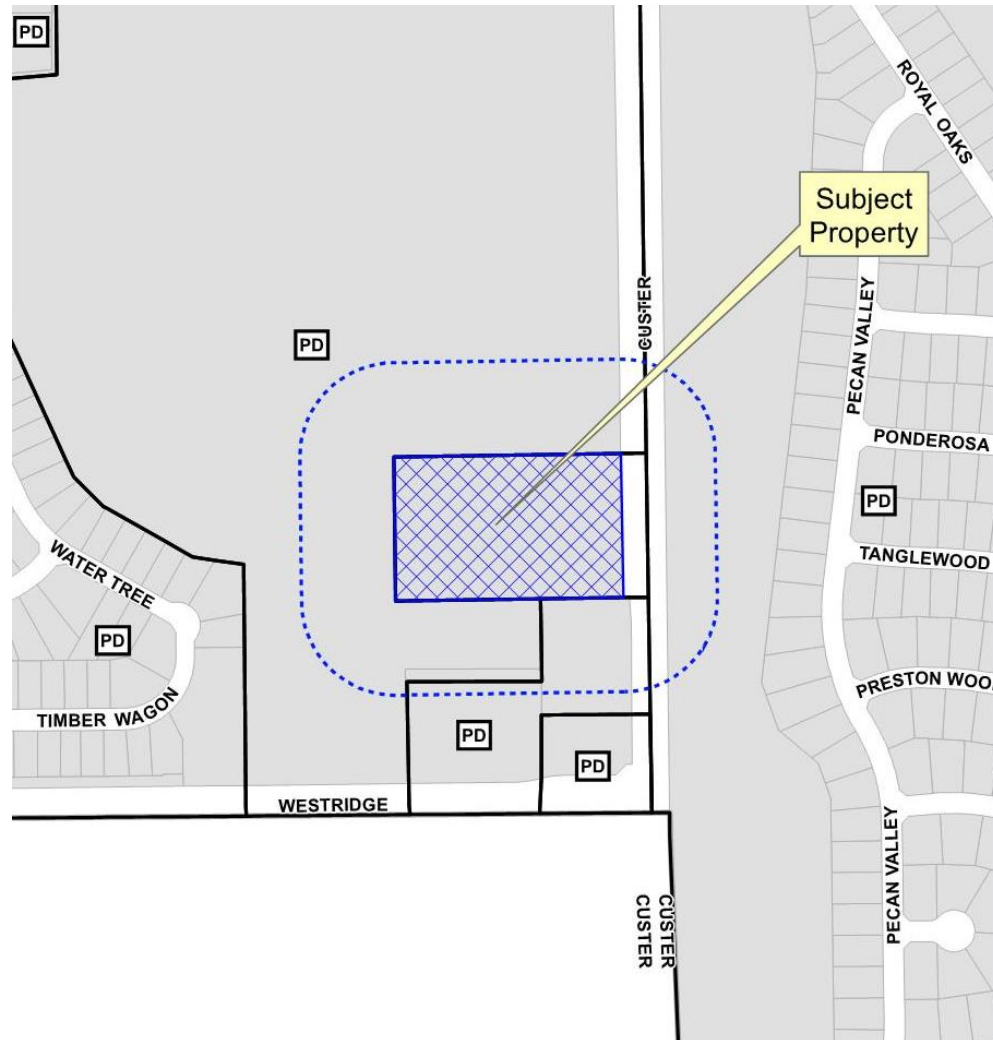 PD
ROYAL OAKS
Subject
Property
CUSTER
PECAN VALLEY
PD
PONDEROSA
PD
TANGLEWOOD
WATER TREE
PD
PRESTON WOO
TIMBER WAGON
PD
PD
WESTRIDGE
PECAN VALLEY
CUSTER
CUSTER